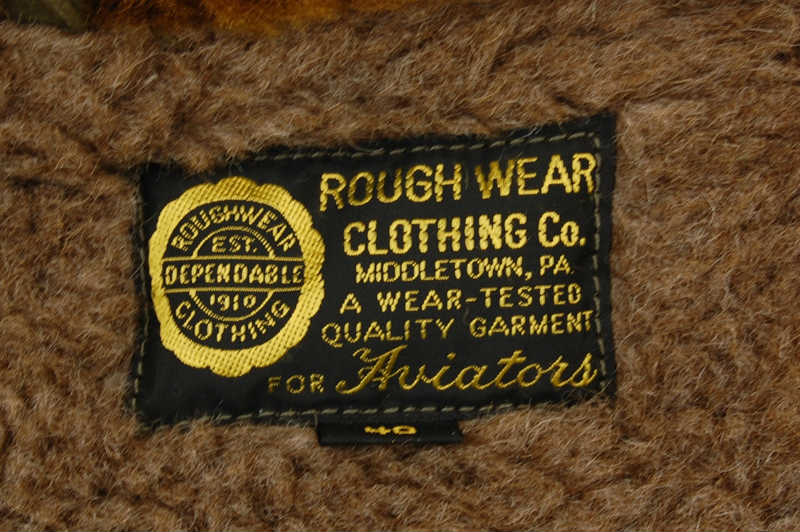 ROUGHWEAR
EST.
DEPENDABLE
1910
CLOTHING
ROUGH WEAR
CLOTHING Co.
MIDDLETOWN, PA.
A WEAR-TESTED
QUALITY GARMENT
FOR Aviators
40